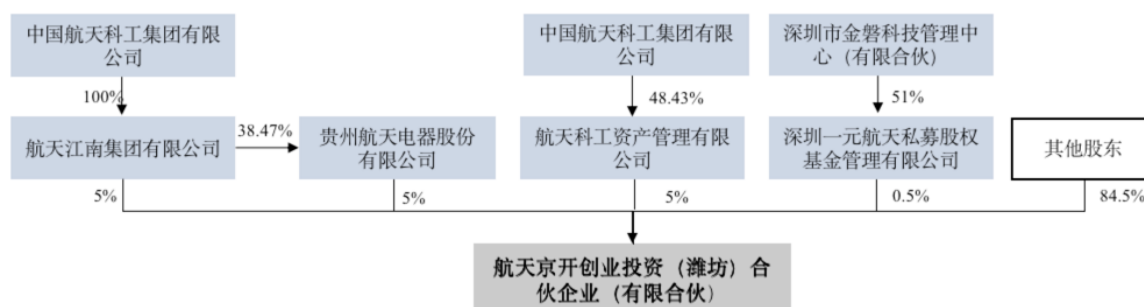 中国航天科工集团有限
公司
中国航天科工集团有限
公司
深圳市金磐科技管理中
心（有限合伙）
100%
48.43%
51%
航天江南集团有限公司
38.47%
贵州航天电器股份
有限公司
航天科工资产管理有限
公司
深圳一元航天私募股权
基金管理有限公司
其他股东
5%
5%
5%
0.5%
84.5%
航天京开创业投资（潍坊）合
伙企业（有限合伙）